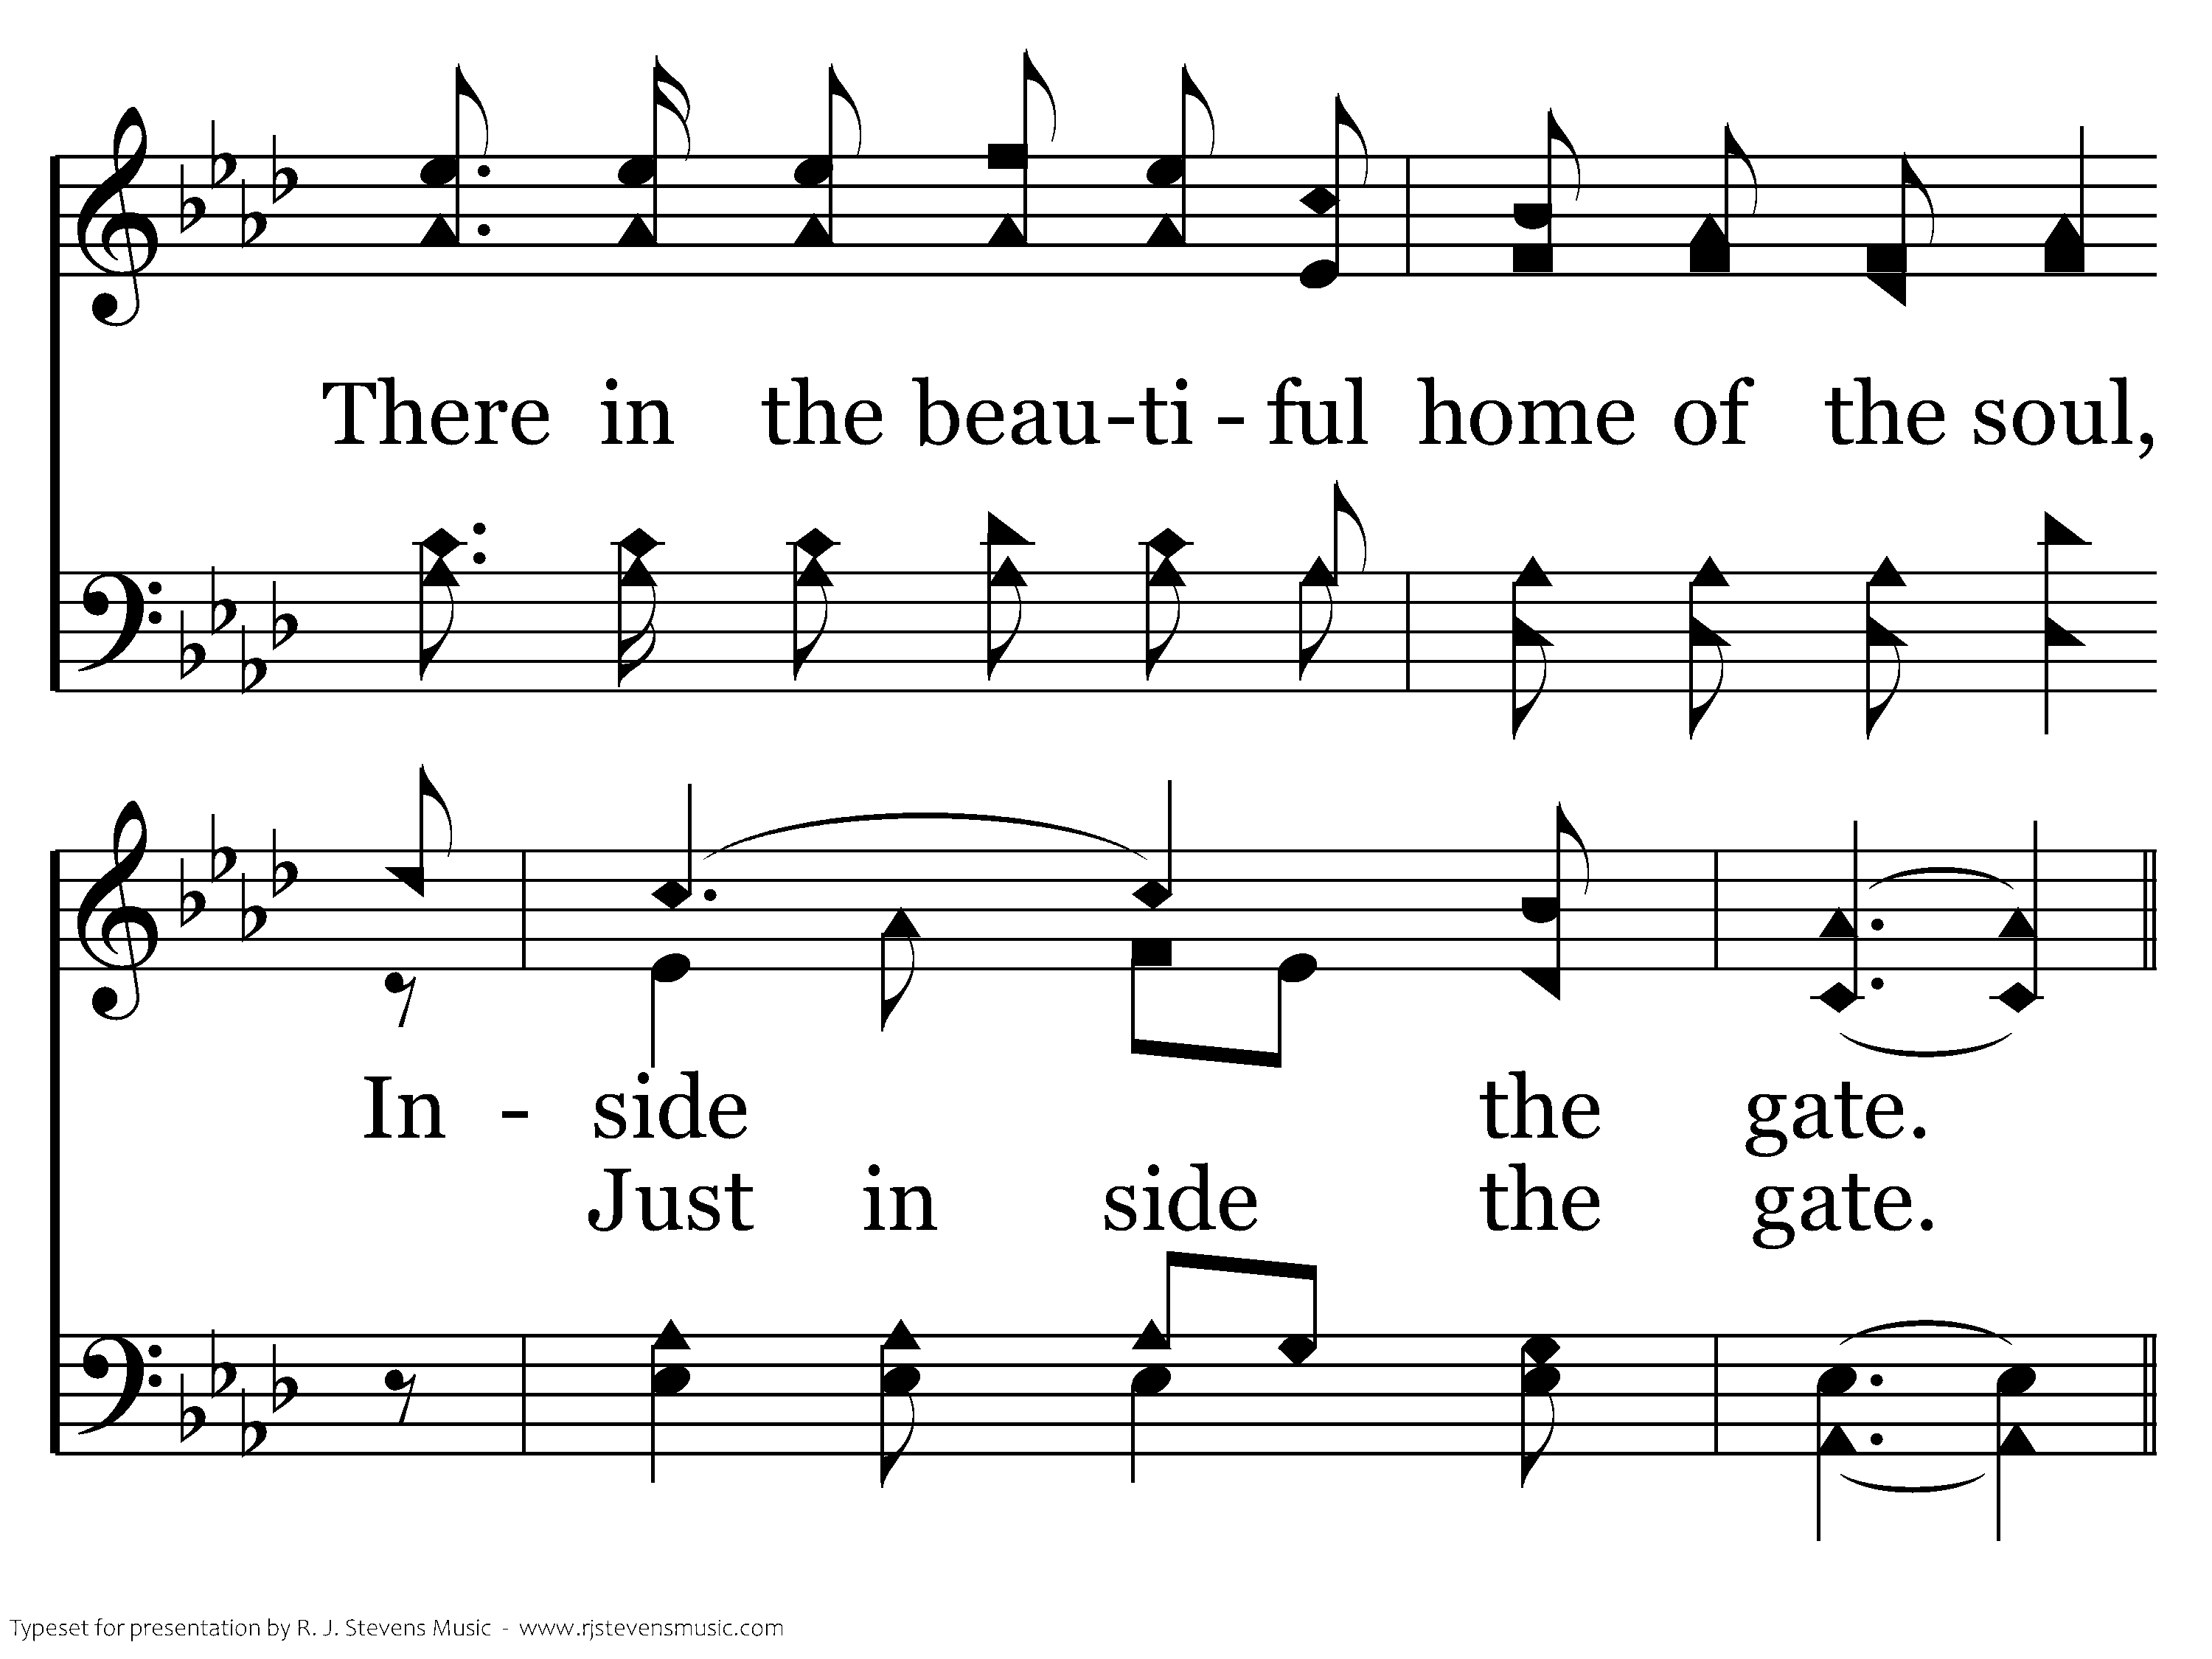 There in the beau-ti - ful home of the soul,
In - side the gate.
Just in side the gate.
Typeset for presentation by R. J. Stevens Music - www.rjstevensmusic.com